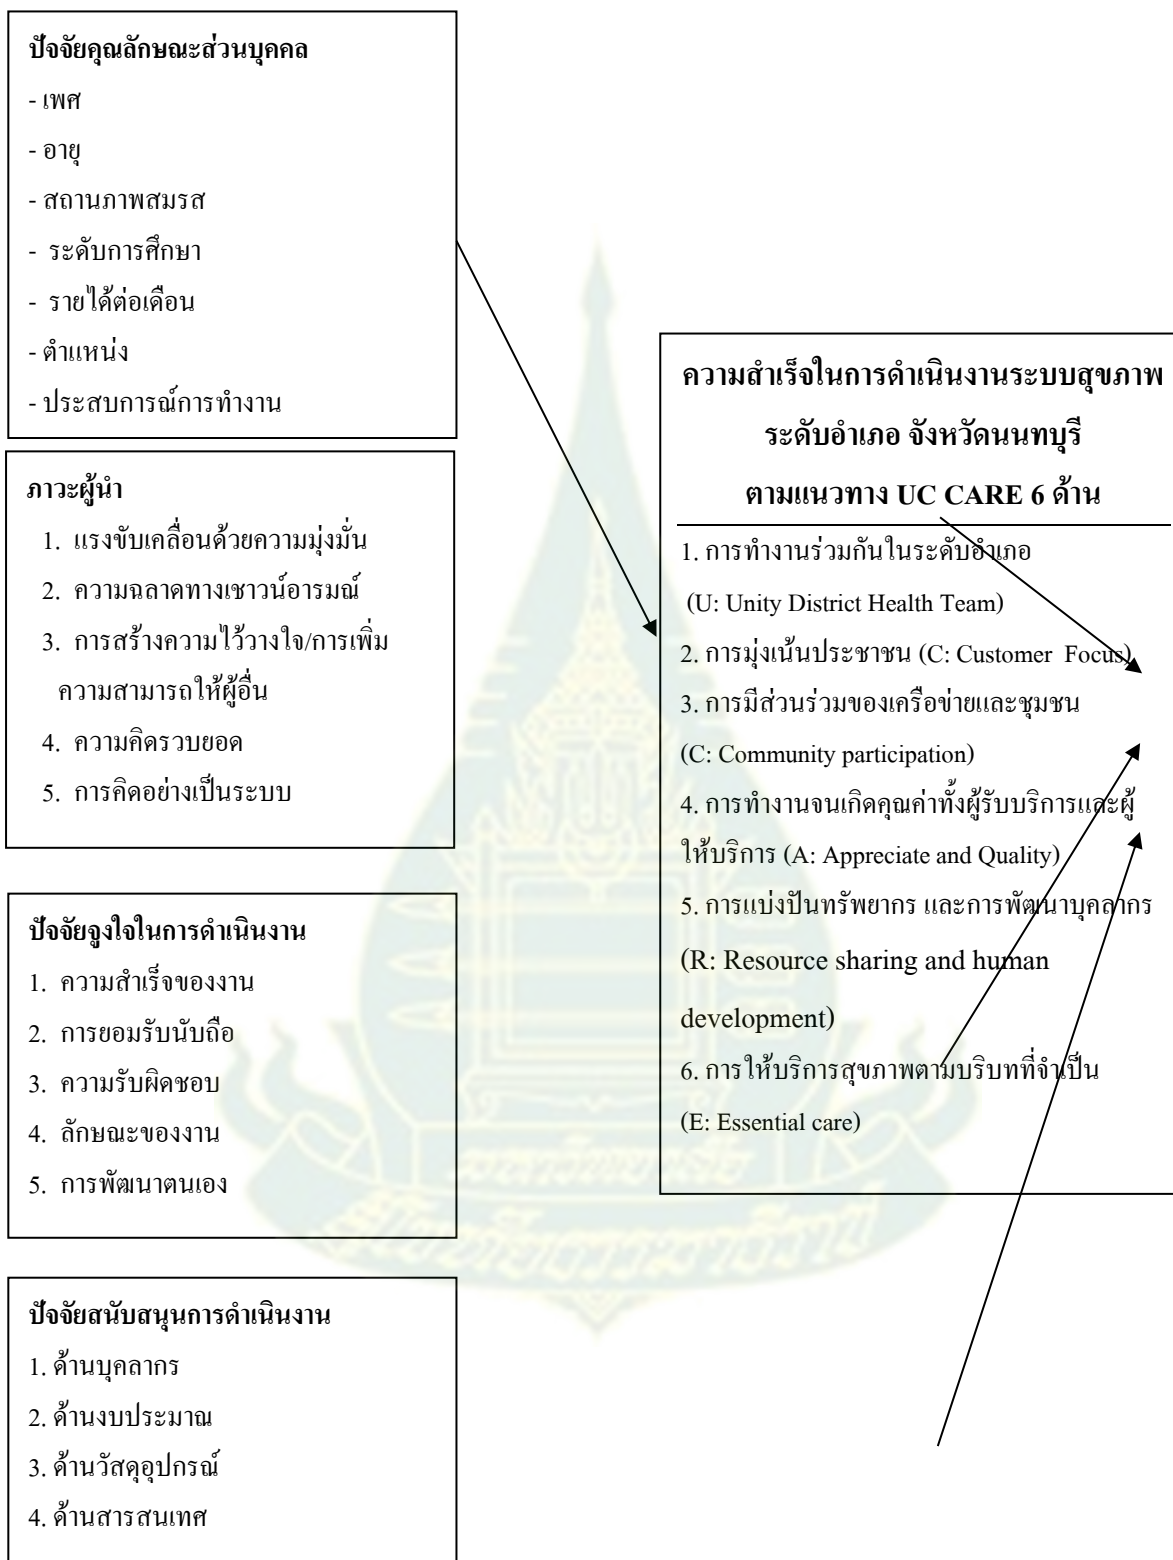 ปัจจัยคุณลักษณะส่วนบุคคล
- เพศ
- อายุ
- สถานภาพสมรส
- ระดับการศึกษา
- รายได้ต่อเดือน
- ตำแหน่ง
- ประสบการณ์การทำงาน
ภาวะผู้นำ
1. แรงขับเคลื่อนด้วยความมุ่งมั่น
2. ความฉลาดทางเชาวน์อารมณ์
3. การสร้างความไว้วางใจ/การเพิ่ม
ความสามารถให้ผู้อื่น
4. ความคิดรวบยอด
5. การคิดอย่างเป็นระบบ
ปัจจัยจูงใจในการดำเนินงาน
1. ความสำเร็จของงาน
2. การยอมรับนับถือ
3. ความรับผิดชอบ
4. ลักษณะของงาน
5. การพัฒนาตนเอง
ปัจจัยสนับสนุนการดำเนินงาน
1. ด้านบุคลากร
2. ด้านงบประมาณ
3. ด้านวัสดุอุปกรณ์
4. ด้านสารสนเทศ
ความสำเร็จในการดำเนินงานระบบสุขภาพ
ระดับอำเภอ จังหวัดนนทบุรี
ตามแนวทาง UC CARE 6 ด้าน
1. การทำงานร่วมกันในระดับอำเภอ
(U: Unity District Health Team)
2. การมุ่งเน้นประชาชน (C: Customer Focus)
3. การมีส่วนร่วมของเครือข่ายและชุมชน
(C: Community participation)
4. การทำงานจนเกิดคุณค่าทั้งผู้รับบริการและผู้
ให้บริการ (A: Appreciate and Quality)
5. การแบ่งปันทรัพยากร และการพัฒนาบุคลากร
(R: Resource sharing and human
development)
6. การให้บริการสุขภาพตามบริบทที่จำเป็น
(E: Essential care)
มหาวิทยาลัย
สุโขทัยธรรมาธิราช